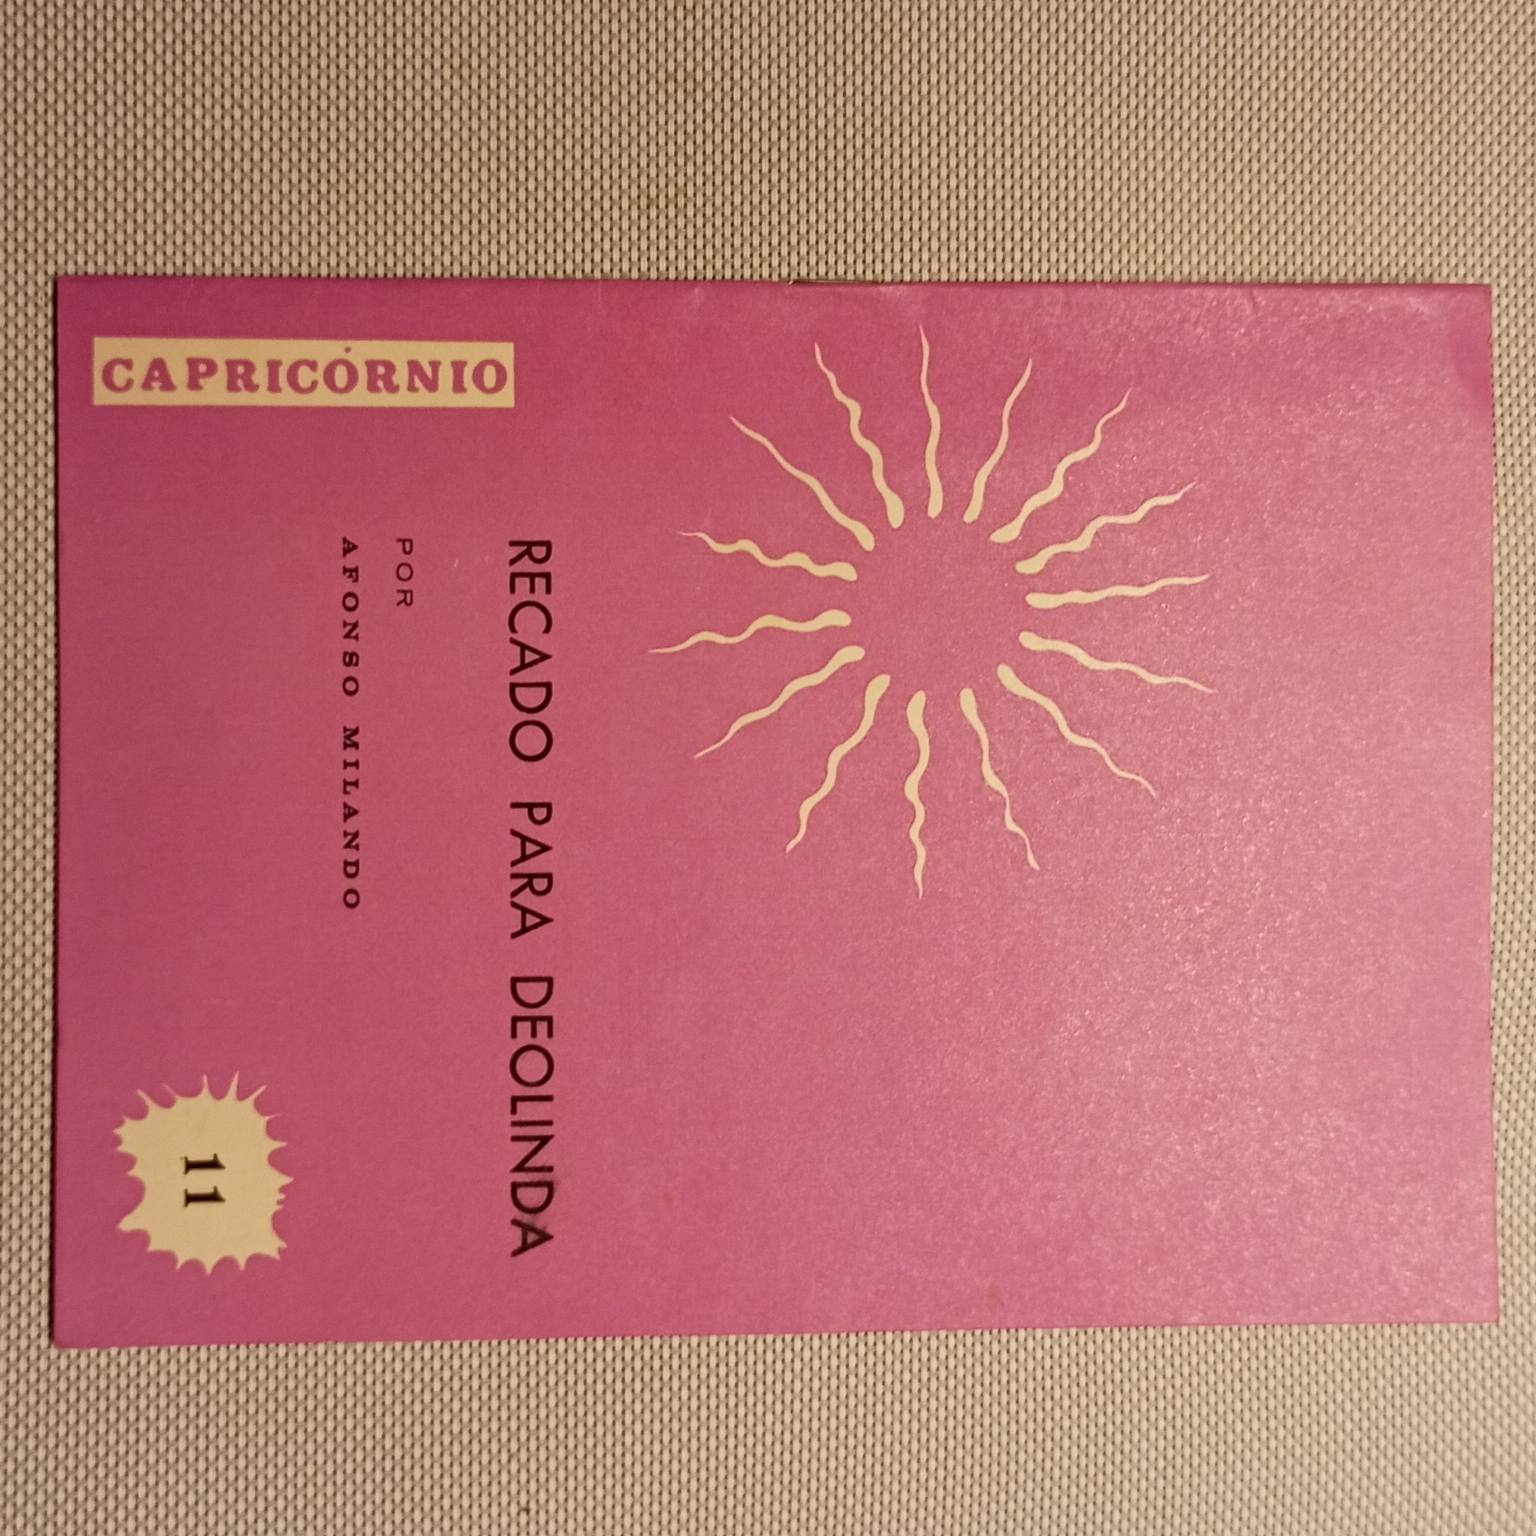 RECADO PARA DEOLINDA
POR
AFONSO MILANDO
CAPRICÓRNIO
11